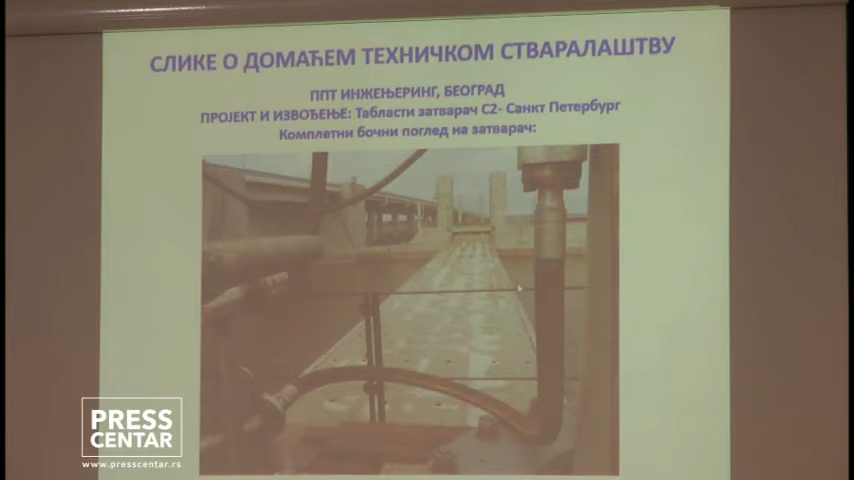 СЛИКЕ О ДОМАЋЕМ ТЕХНИЧКОМ СТВАРАЛАШТВУ
ППТ ИНЖЕЊЕРИНГ, БЕОГРАД
ПРОЈЕКТ И ИЗВОЂЕЊЕ: Табласти затварач С2- Санкт Петербург
Комплетни бочни поглед на затварач:
PRESS
CENTAR
www.presscentar.rs